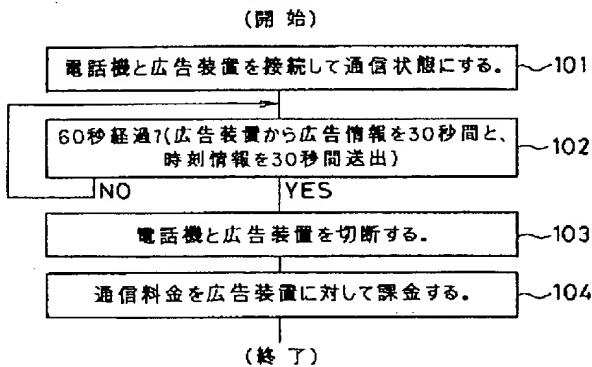 (開 始)
電話機と広告装置を接続して通信状態にする。 101
60秒経過?(広告装置から広告情報を30秒間と、
時刻情報を30秒間送出) 102
NO YES
電話機と広告装置を切断する。 103
通信料金を広告装置に対して課金する。 104
(終 了)